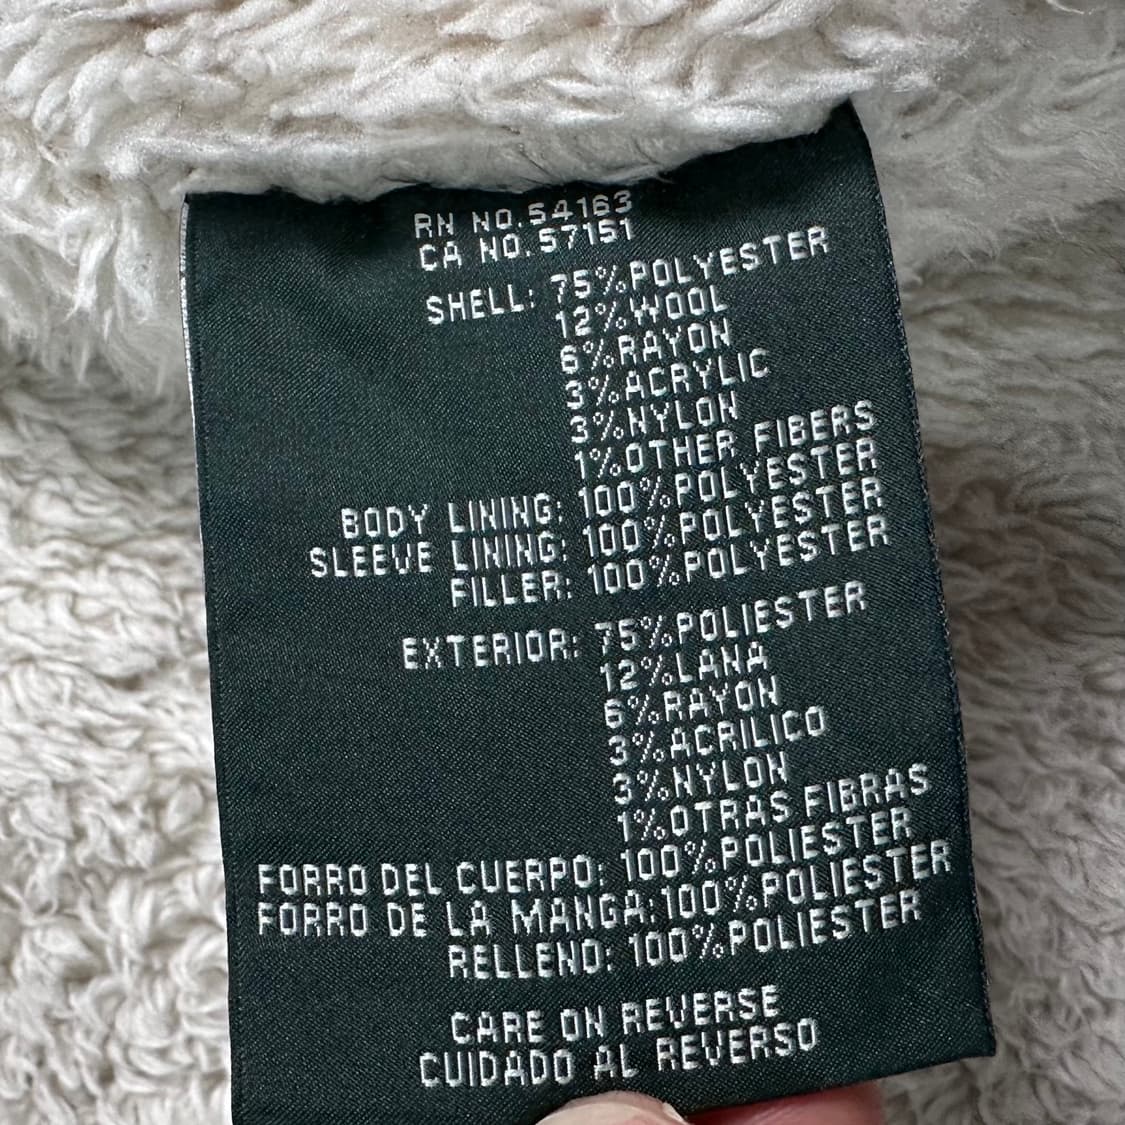 RN NO.54163
CA NO.57151
SHELL: 75%POLYESTER
12%WOOL
6%RAYON
3%ACRYLIC
3%NYLON
1%OTHER FIBERS
BODY LINING: 100%POLYESTER
SLEEVE LINING: 100%POLYESTER
FILLER: 100%POLYESTER
EXTERIOR: 75%POLIESTER
12%LANA
6%RAYON
3%ACRILICO
3%NYLON
1%OTRAS FIBRAS
FORRO DEL CUERPO: 100%POLIESTER
FORRO DE LA MANGA:100%POLIESTER
RELLENO: 100%POLIESTER
CARE ON REVERSE
CUIDADO AL REVERSO